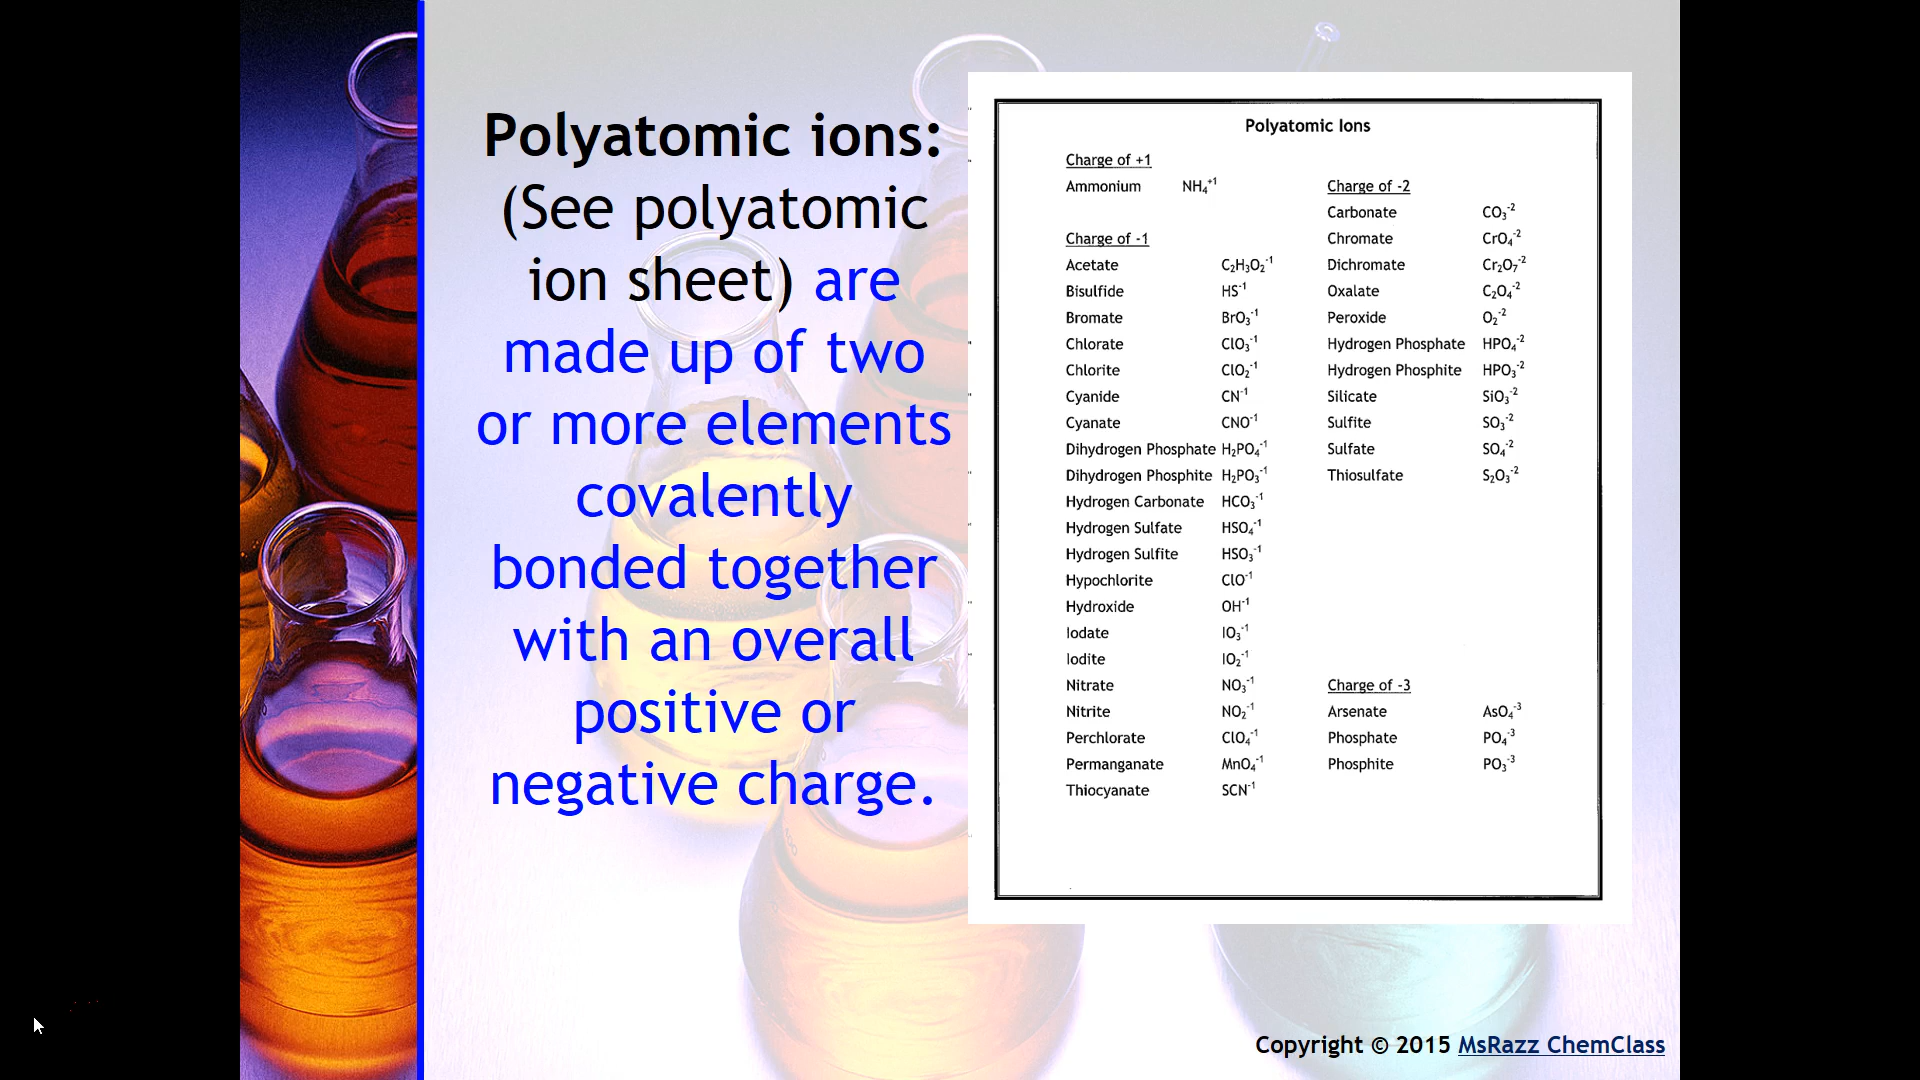 Polyatomic ions:
(See polyatomic
ion sheet) are
made up of two
or more elements
covalently
bonded together
with an overall
positive or
negative charge.
Polyatomic Ions
Charge of +1
Ammonium NH₄⁺¹
Charge of -1
Acetate C₂H₃O₂⁻¹
Bisulfide HS⁻¹
Bromate BrO₃⁻¹
Chlorate ClO₃⁻¹
Chlorite ClO₂⁻¹
Cyanide CN⁻¹
Cyanate CNO⁻¹
Dihydrogen Phosphate H₂PO₄⁻¹
Dihydrogen Phosphite H₂PO₃⁻¹
Hydrogen Carbonate HCO₃⁻¹
Hydrogen Sulfate HSO₄⁻¹
Hydrogen Sulfite HSO₃⁻¹
Hypochlorite ClO⁻¹
Hydroxide OH⁻¹
Iodate IO₃⁻¹
Iodite IO₂⁻¹
Nitrate NO₃⁻¹
Nitrite NO₂⁻¹
Perchlorate ClO₄⁻¹
Permanganate MnO₄⁻¹
Thiocyanate SCN⁻¹
Charge of -2
Carbonate CO₃⁻²
Chromate CrO₄⁻²
Dichromate Cr₂O₇⁻²
Oxalate C₂O₄⁻²
Peroxide O₂⁻²
Hydrogen Phosphate HPO₄⁻²
Hydrogen Phosphite HPO₃⁻²
Silicate SiO₃⁻²
Sulfite SO₃⁻²
Sulfate SO₄⁻²
Thiosulfate S₂O₃⁻²
Charge of -3
Arsenate AsO₄⁻³
Phosphate PO₄⁻³
Phosphite PO₃⁻³
Copyright © 2015 MsRazz ChemClass